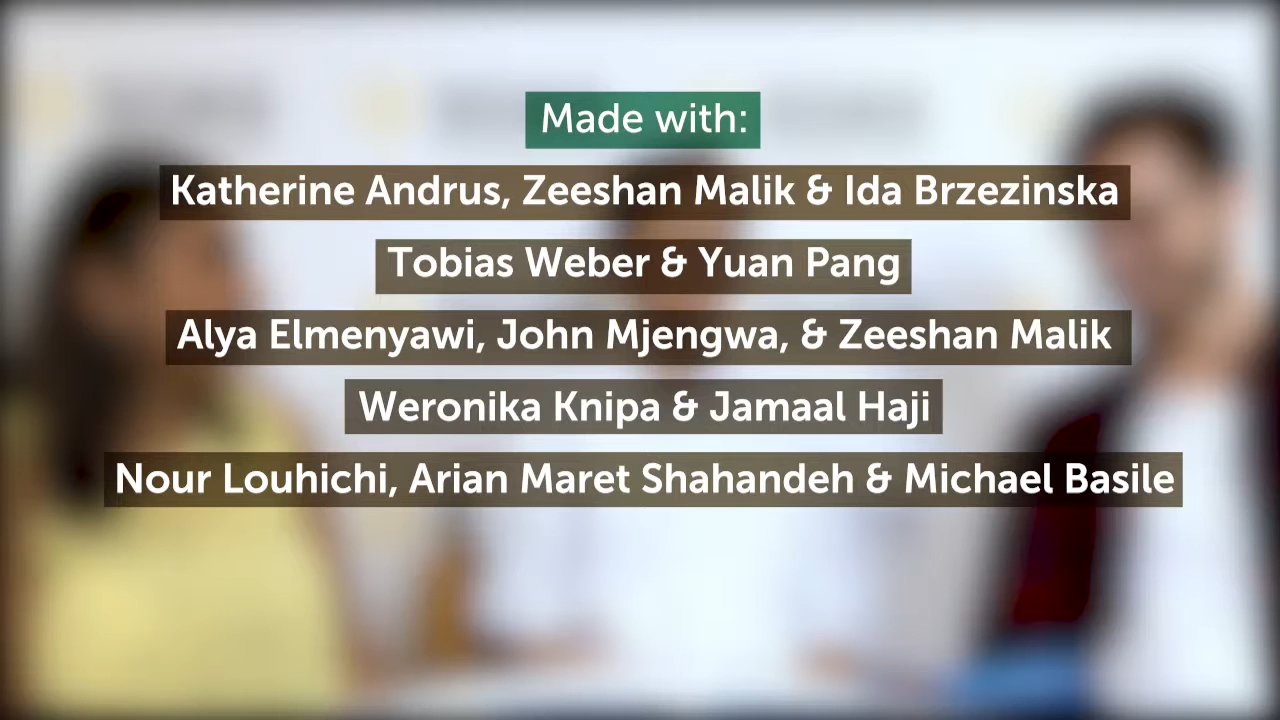 Made with:
Katherine Andrus, Zeeshan Malik & Ida Brzezinska
Tobias Weber & Yuan Pang
Alya Elmenyawi, John Mjengwa, & Zeeshan Malik
Weronika Knipa & Jamaal Haji
Nour Louhichi, Arian Maret Shahandeh & Michael Basile